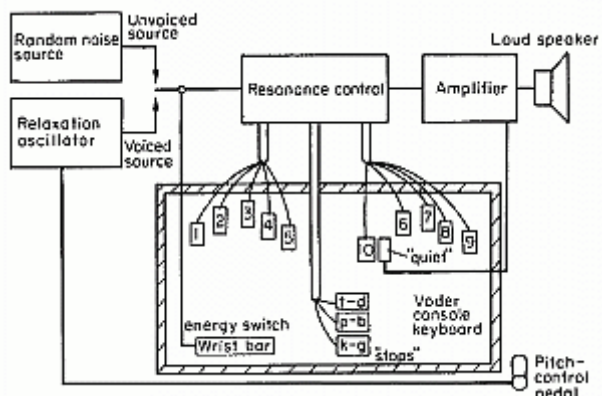 Unvoiced
source
Random noise
source
Relaxation
oscillator
Voiced
source
Resonance control
Amplifier
Loud speaker
1
2
3
4
5
6
7
8
9
10
"quiet"
t-d
p-b
k-g
"stops"
Voder
console
keyboard
energy switch
Wrist bar
Pitch-
control
pedal